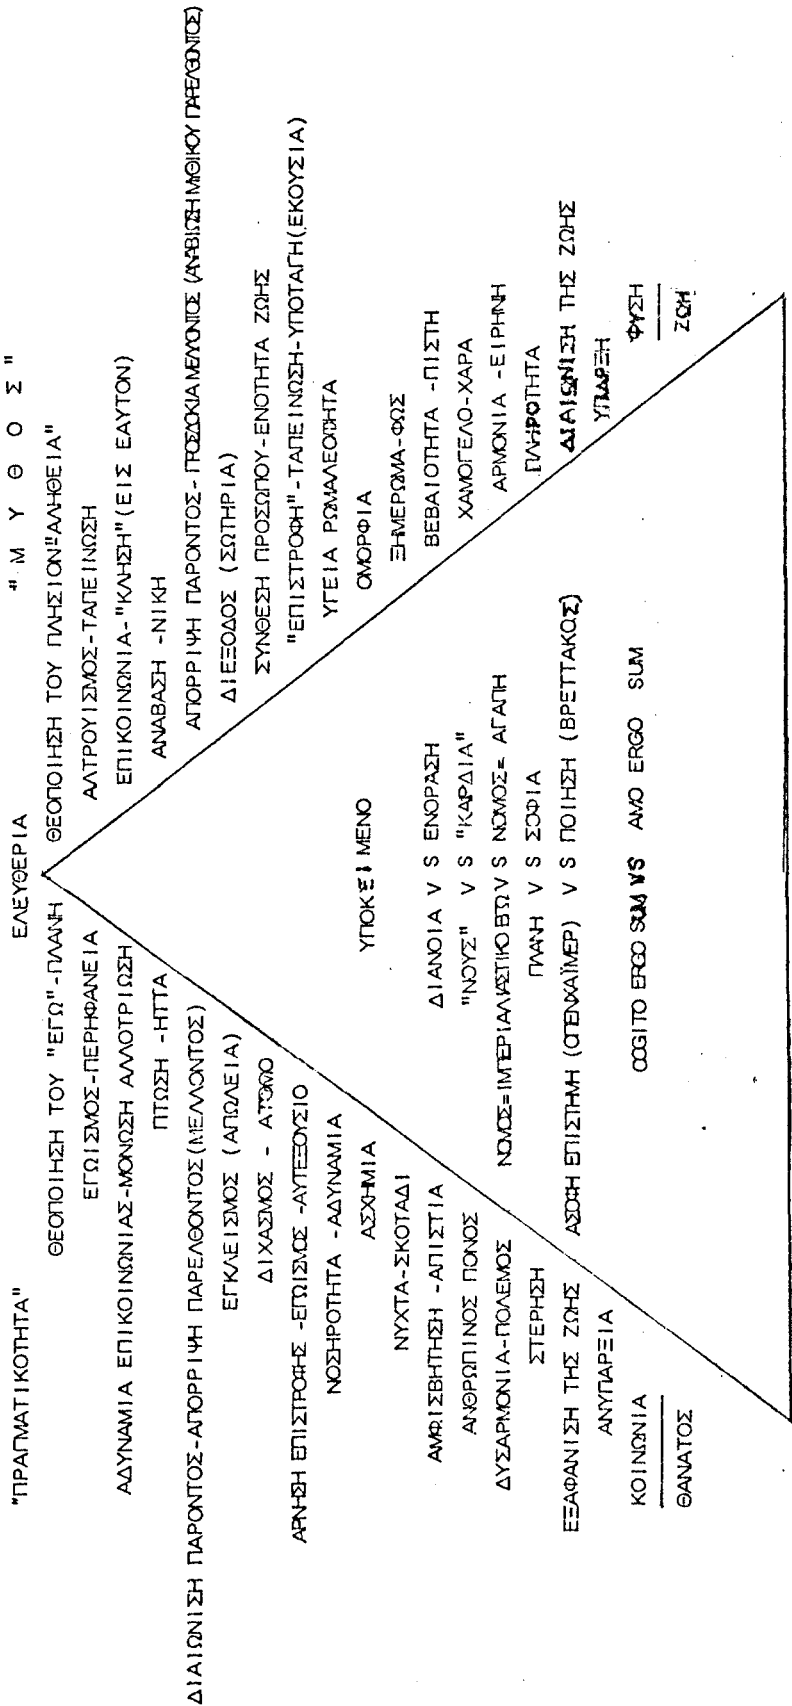 "ΠΡΑΓΜΑΤΙΚΟΤΗΤΑ" ΕΛΕΥΘΕΡΙΑ "ΜΥΘΟΣ"
ΘΕΟΠΟΙΗΣΗ ΤΟΥ "ΕΓΩ"-ΠΛΑΝΗ
ΕΓΩΙΣΜΟΣ-ΠΕΡΗΦΑΝΕΙΑ
ΑΔΥΝΑΜΙΑ ΕΠΙΚΟΙΝΩΝΙΑΣ-ΜΟΝΩΣΗ ΑΛΛΟΤΡΙΩΣΗ
ΠΤΩΣΗ -ΗΤΤΑ
ΔΙΑΙΩΝΙΣΗ ΠΑΡΟΝΤΟΣ-ΑΠΟΡΡΙΨΗ ΠΑΡΕΛΘΟΝΤΟΣ(ΜΕΛΛΟΝΤΟΣ)
ΕΓΚΛΕΙΣΜΟΣ (ΑΠΩΛΕΙΑ)
ΔΙΧΑΣΜΟΣ - ΑΤΟΜΟ
ΑΡΝΗΣΗ ΕΠΙΣΤΡΟΦΗΣ -ΕΓΩΙΣΜΟΣ -ΑΥΤΕΞΟΥΣΙΟ
ΝΟΣΗΡΟΤΗΤΑ -ΑΔΥΝΑΜΙΑ
ΑΣΧΗΜΙΑ
ΝΥΧΤΑ-ΣΚΟΤΑΔΙ
ΑΜΦΙΣΒΗΤΗΣΗ -ΑΠΙΣΤΙΑ
ΑΝΘΡΩΠΙΝΟΣ ΠΟΝΟΣ
ΔΥΣΑΡΜΟΝΙΑ-ΠΟΛΕΜΟΣ
ΣΤΕΡΗΣΗ
ΕΞΑΦΑΝΙΣΗ ΤΗΣ ΖΩΗΣ
ΑΝΥΠΑΡΞΙΑ
ΚΟΙΝΩΝΙΑ
ΘΑΝΑΤΟΣ
ΥΠΟΚΕΙΜΕΝΟ
ΔΙΑΝΟΙΑ VS ΕΝΟΡΑΣΗ
"ΝΟΥΣ" VS "ΚΑΡΔΙΑ"
ΝΟΜΟΣ=ΙΜΠΕΡΙΑΛΙΑΣΤΙΚΟ ΒΣΩ VS ΝΟΜΟΣ= ΑΓΑΠΗ
ΠΛΑΝΗ VS ΣΟΦΙΑ
ΑΣΟΦΗ ΕΠΙΣΤΗΜΗ (ΟΠΕΝΧΑΪΜΕΡ) VS ΠΟΙΗΣΗ (ΒΡΕΤΤΑΚΟΣ)
COGITO ERGO SUM VS AMO ERGO SUM
ΘΕΟΠΟΙΗΣΗ ΤΟΥ ΠΛΗΣΙΟΝ"ΑΛΗΘΕΙΑ"
ΑΛΤΡΟΥΙΣΜΟΣ-ΤΑΠΕΙΝΩΣΗ
ΕΠΙΚΟΙΝΩΝΙΑ-"ΚΛΗΣΗ"(ΕΙΣ ΕΑΥΤΟΝ)
ΑΝΑΒΑΣΗ -ΝΙΚΗ
ΑΠΟΡΡΙΨΗ ΠΑΡΟΝΤΟΣ-ΠΡΟΣΔΟΚΙΑ ΜΕΛΛΟΝΤΟΣ (ΑΝΑΒΙΩΣΗ ΜΥΘΙΚΟΥ ΠΑΡΕΛΘΟΝΤΟΣ)
ΔΙΕΞΟΔΟΣ (ΣΩΤΗΡΙΑ)
ΣΥΝΘΕΣΗ ΠΡΟΣΩΠΟΥ-ΕΝΟΤΗΤΑ ΖΩΗΣ
"ΕΠΙΣΤΡΟΦΗ"-ΤΑΠΕΙΝΩΣΗ-ΥΠΟΤΑΓΗ(ΕΚΟΥΣΙΑ)
ΥΓΕΙΑ ΡΩΜΑΛΕΟΤΗΤΑ
ΟΜΟΡΦΙΑ
ΞΗΜΕΡΩΜΑ-ΦΩΣ
ΒΕΒΑΙΟΤΗΤΑ -ΠΙΣΤΗ
ΧΑΜΟΓΕΛΟ-ΧΑΡΑ
ΑΡΜΟΝΙΑ -ΕΙΡΗΝΗ
ΠΛΗΡΟΤΗΤΑ
ΔΙΑΙΩΝΙΣΗ ΤΗΣ ΖΩΗΣ
ΥΠΑΡΞΗ
ΦΥΣΗ
ΖΩΗ